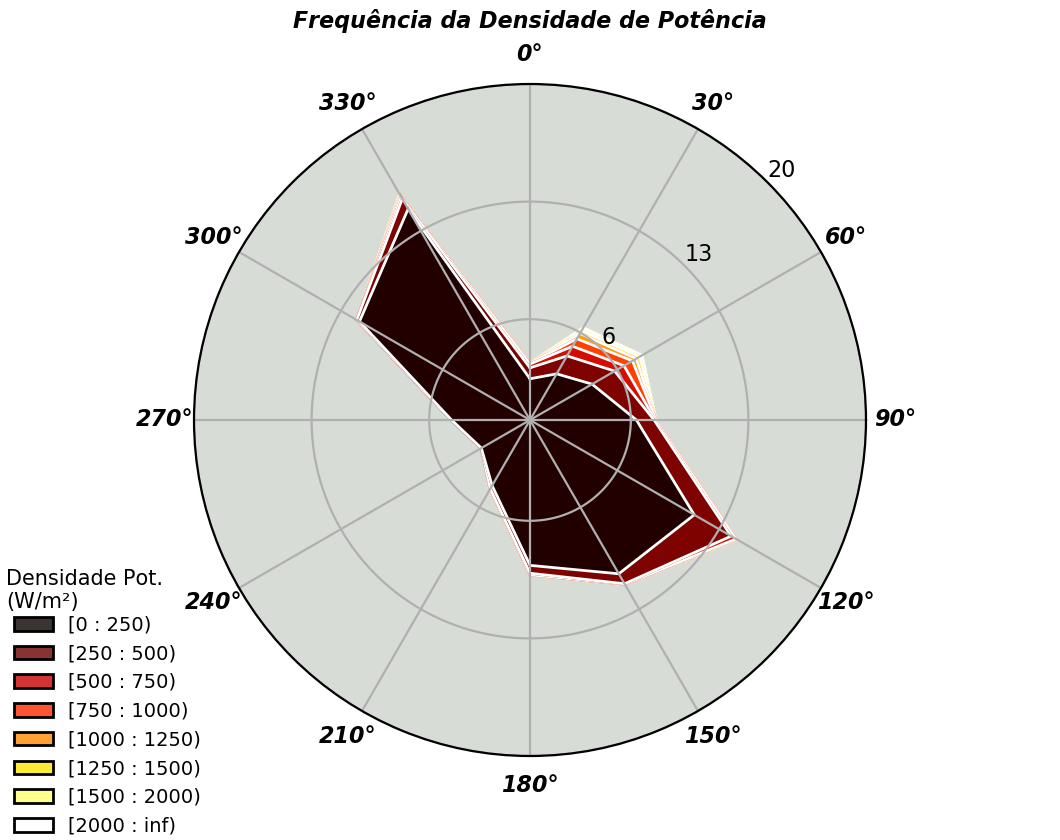 Frequência da Densidade de Potência
0°
330°
30°
20
300°
60°
13
6
270°
90°
240°
120°
210°
150°
180°
Densidade Pot.
(W/m²)
[0 : 250)
[250 : 500)
[500 : 750)
[750 : 1000)
[1000 : 1250)
[1250 : 1500)
[1500 : 2000)
[2000 : inf)